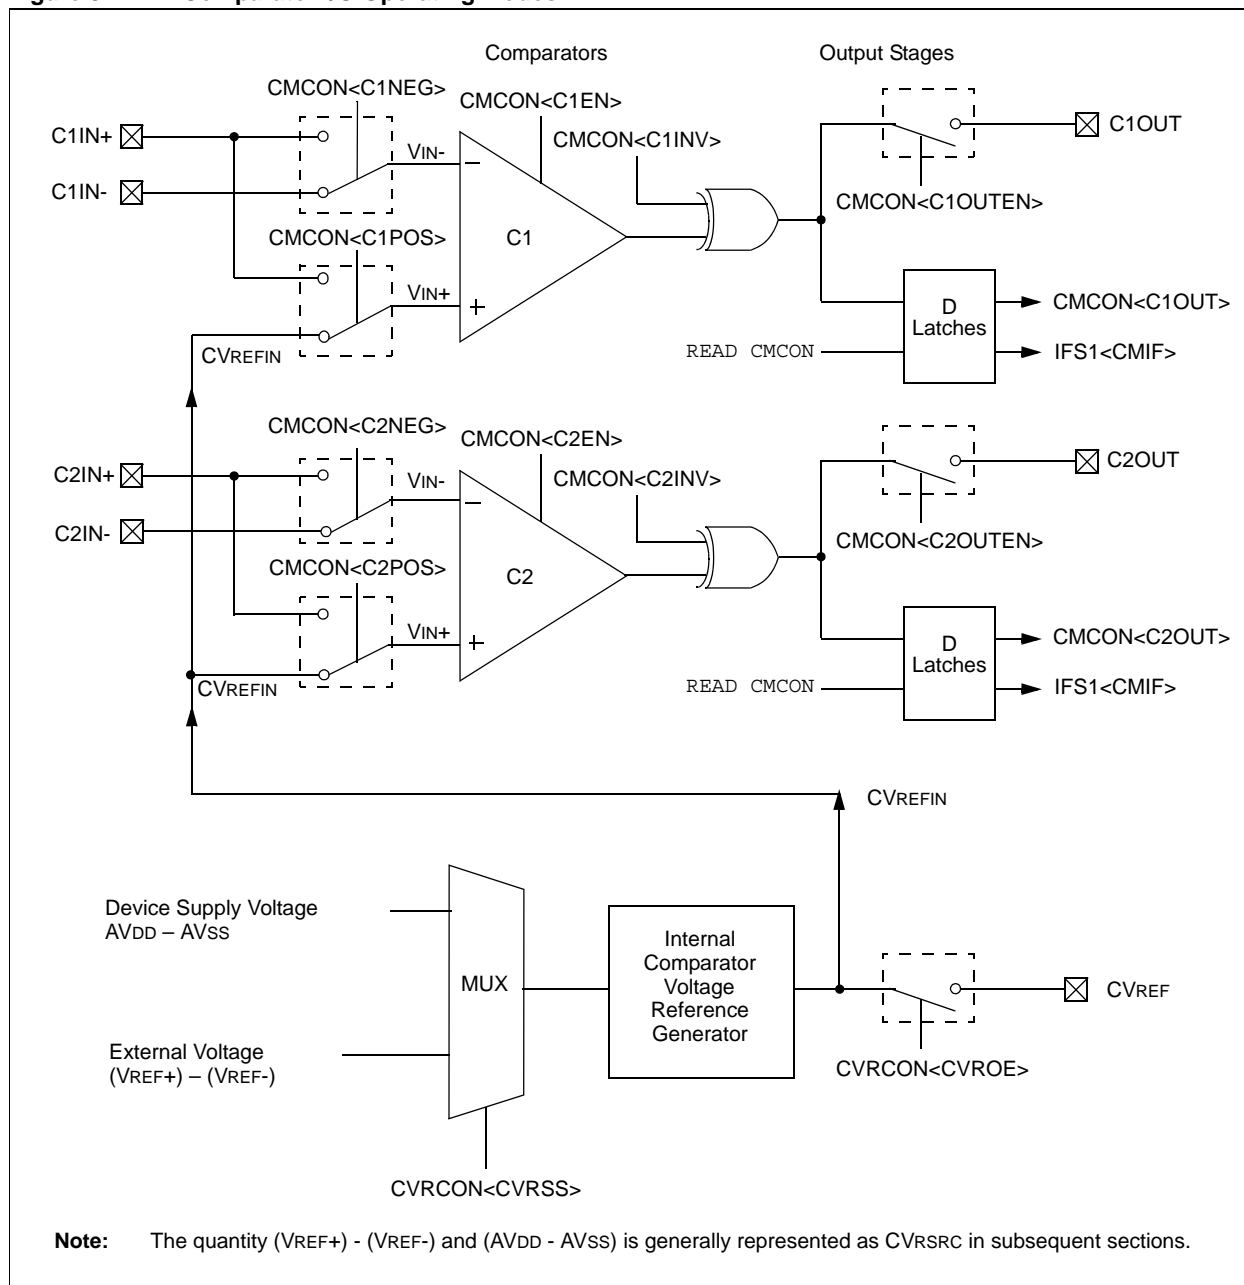 Comparators
Output Stages
CMCON<C1NEG>
CMCON<C1EN>
C1IN+
CMCON<C1INV>
C1OUT
VIN-
C1IN-
CMCON<C1OUTEN>
CMCON<C1POS>
C1
VIN+
D
Latches
CMCON<C1OUT>
CVREFIN
READ CMCON
IFS1<CMIF>
CMCON<C2NEG>
CMCON<C2EN>
C2IN+
CMCON<C2INV>
C2OUT
VIN-
C2IN-
CMCON<C2OUTEN>
CMCON<C2POS>
C2
VIN+
D
Latches
CMCON<C2OUT>
CVREFIN
READ CMCON
IFS1<CMIF>
CVREFIN
Device Supply Voltage
AVDD – AVSS
MUX
Internal
Comparator
Voltage
Reference
Generator
CVREF
External Voltage
(VREF+) – (VREF-)
CVRCON<CVROE>
CVRCON<CVRSS>
Note: The quantity (VREF+) - (VREF-) and (AVDD - AVSS) is generally represented as CVRSRC in subsequent sections.